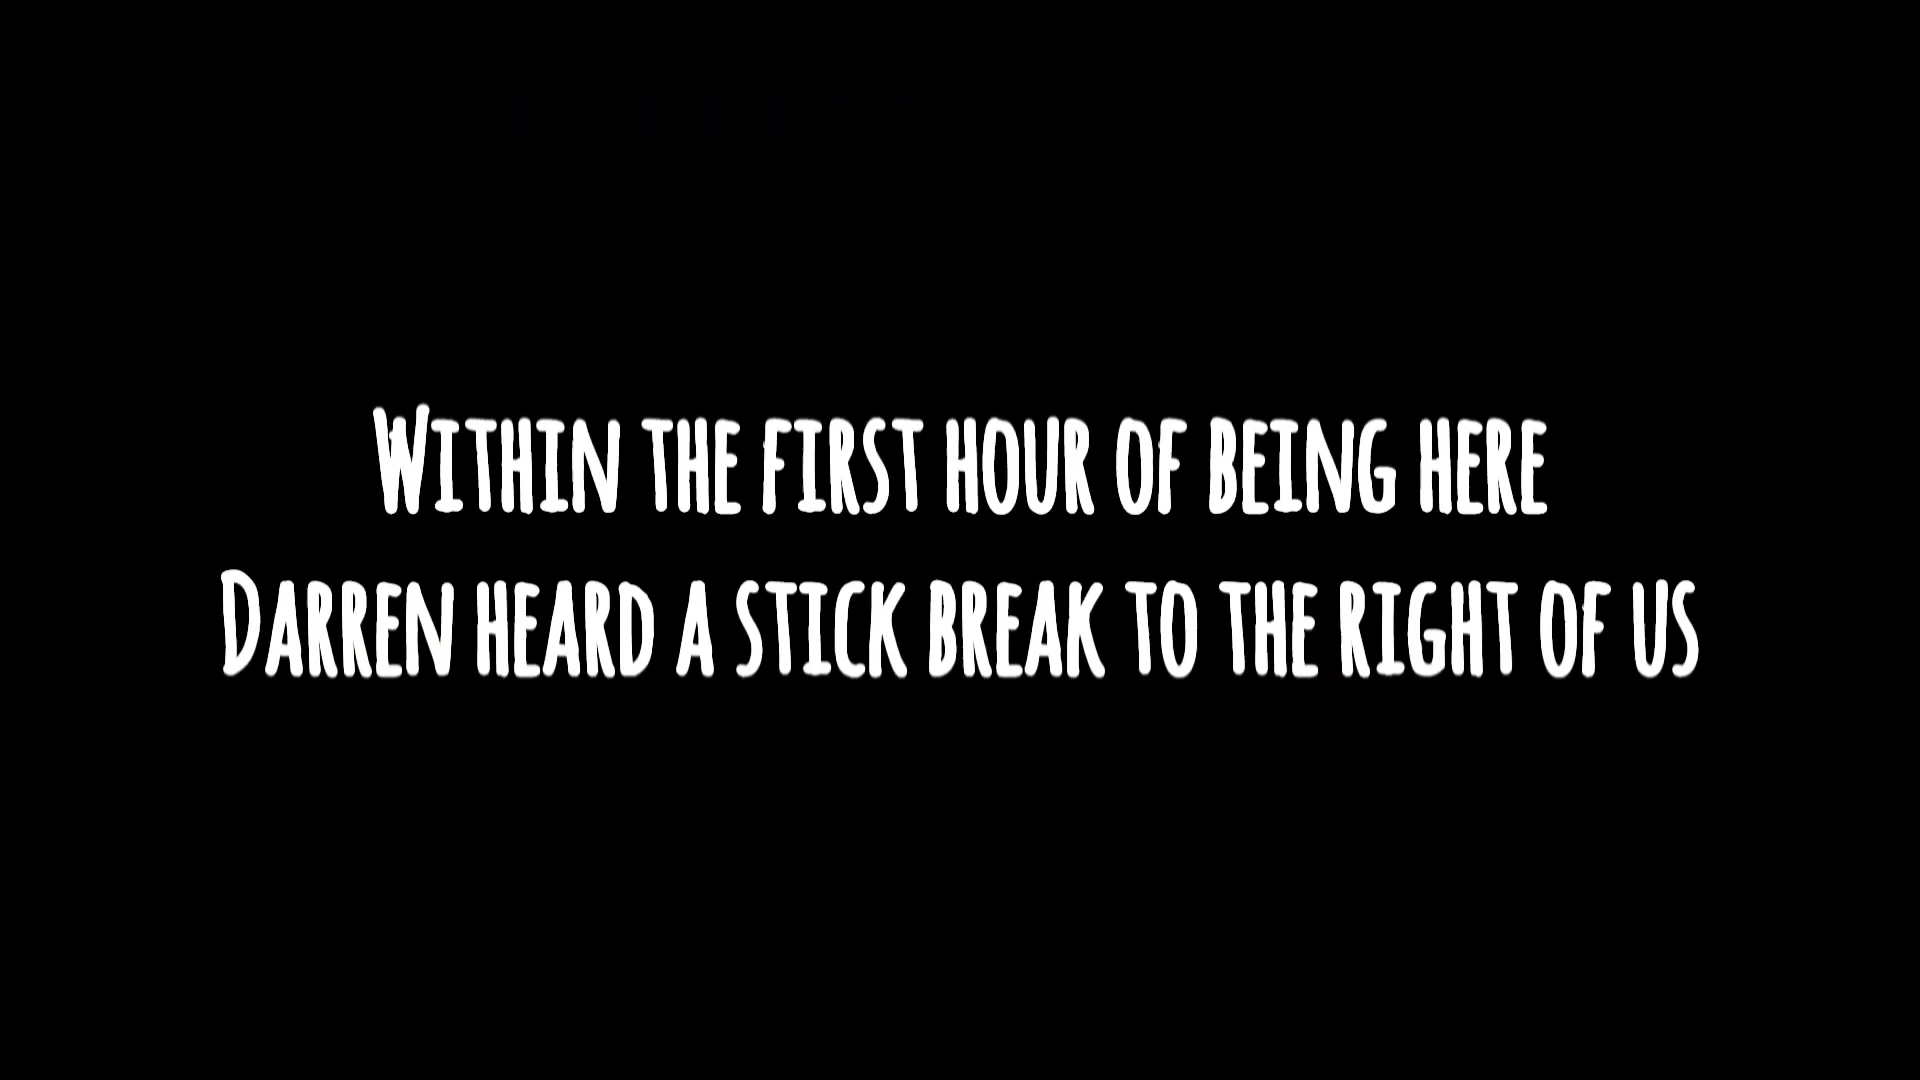 Within the first hour of being here
Darren heard a stick break to the right of us